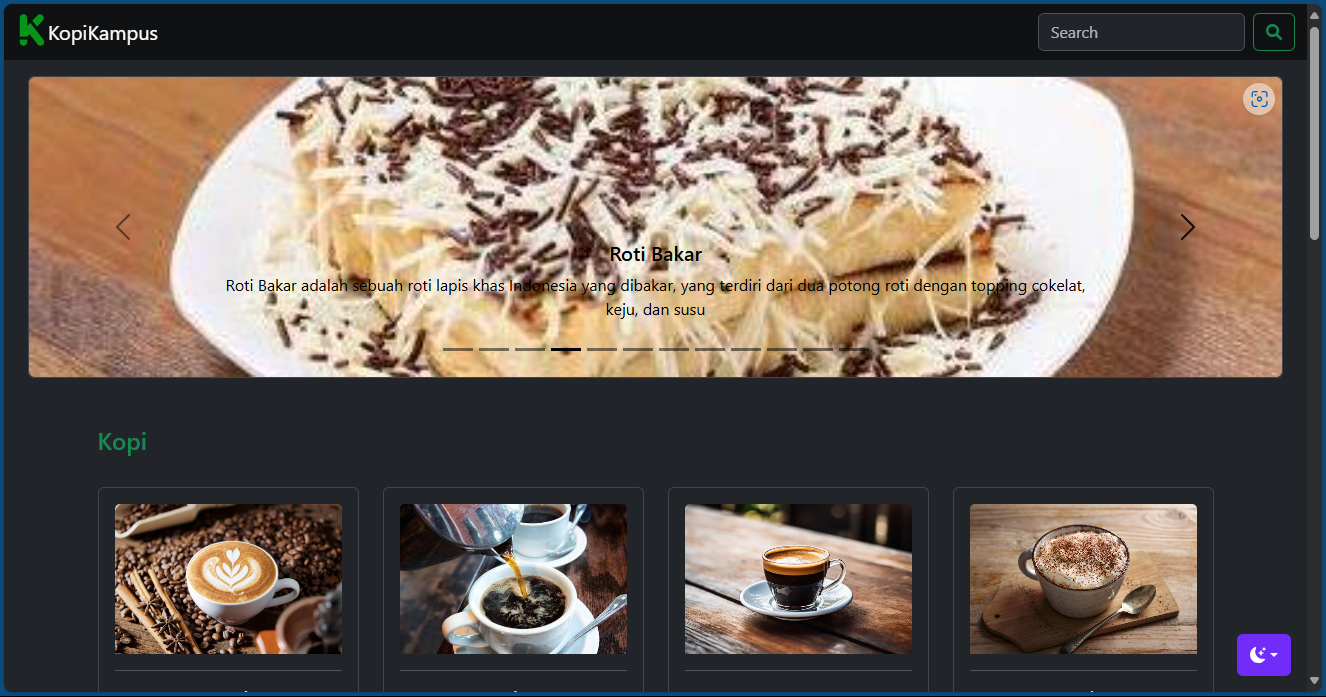 KopiKampus
Search
Roti Bakar
Roti Bakar adalah sebuah roti lapis khas Indonesia yang dibakar, yang terdiri dari dua potong roti dengan topping cokelat,
keju, dan susu
Kopi